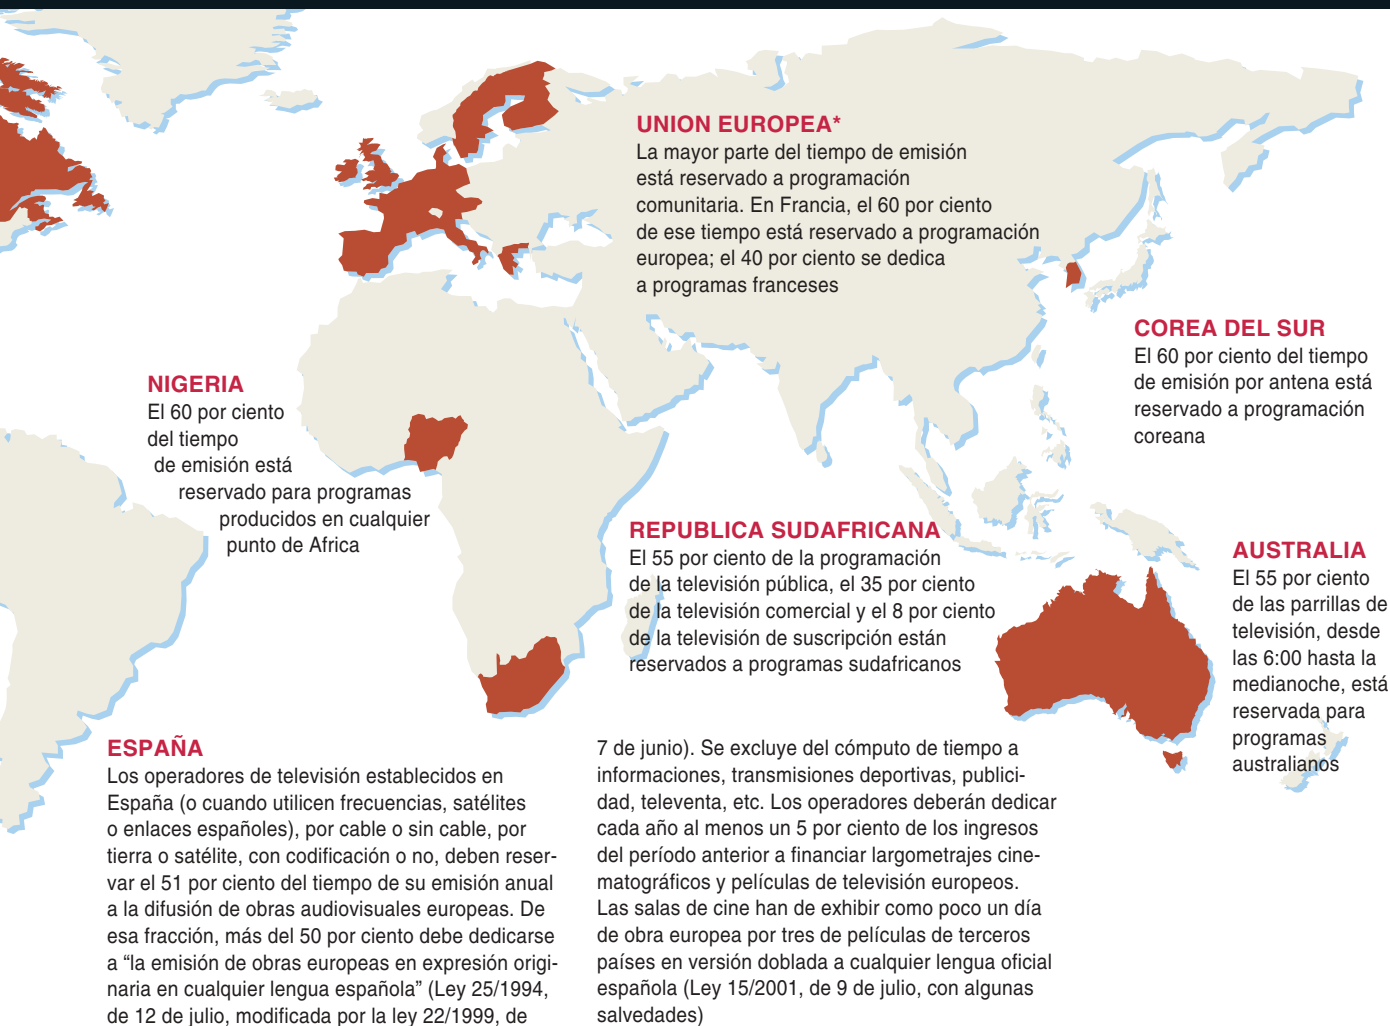 UNION EUROPEA*
La mayor parte del tiempo de emisión
está reservado a programación
comunitaria. En Francia, el 60 por ciento
de ese tiempo está reservado a programación
europea; el 40 por ciento se dedica
a programas franceses
COREA DEL SUR
El 60 por ciento del tiempo
de emisión por antena está
reservado a programación
coreana
NIGERIA
El 60 por ciento
del tiempo
de emisión está
reservado para programas
producidos en cualquier
punto de Africa
REPUBLICA SUDAFRICANA
El 55 por ciento de la programación
de la televisión pública, el 35 por ciento
de la televisión comercial y el 8 por ciento
de la televisión de suscripción están
reservados a programas sudafricanos
AUSTRALIA
El 55 por ciento
de las parrillas de
televisión, desde
las 6:00 hasta la
medianoche, está
reservada para
programas
australianos
ESPAÑA
Los operadores de televisión establecidos en
España (o cuando utilicen frecuencias, satélites
o enlaces españoles), por cable o sin cable, por
tierra o satélite, con codificación o no, deben reser-
var el 51 por ciento del tiempo de su emisión anual
a la difusión de obras audiovisuales europeas. De
esa fracción, más del 50 por ciento debe dedicarse
a “la emisión de obras europeas en expresión origi-
naria en cualquier lengua española” (Ley 25/1994,
de 12 de julio, modificada por la ley 22/1999, de
7 de junio). Se excluye del cómputo de tiempo a
informaciones, transmisiones deportivas, publici-
dad, televenta, etc. Los operadores deberán dedicar
cada año al menos un 5 por ciento de los ingresos
del período anterior a financiar largometrajes cine-
matográficos y películas de televisión europeos.
Las salas de cine han de exhibir como poco un día
de obra europea por tres de películas de terceros
países en versión doblada a cualquier lengua oficial
española (Ley 15/2001, de 9 de julio, con algunas
salvedades)